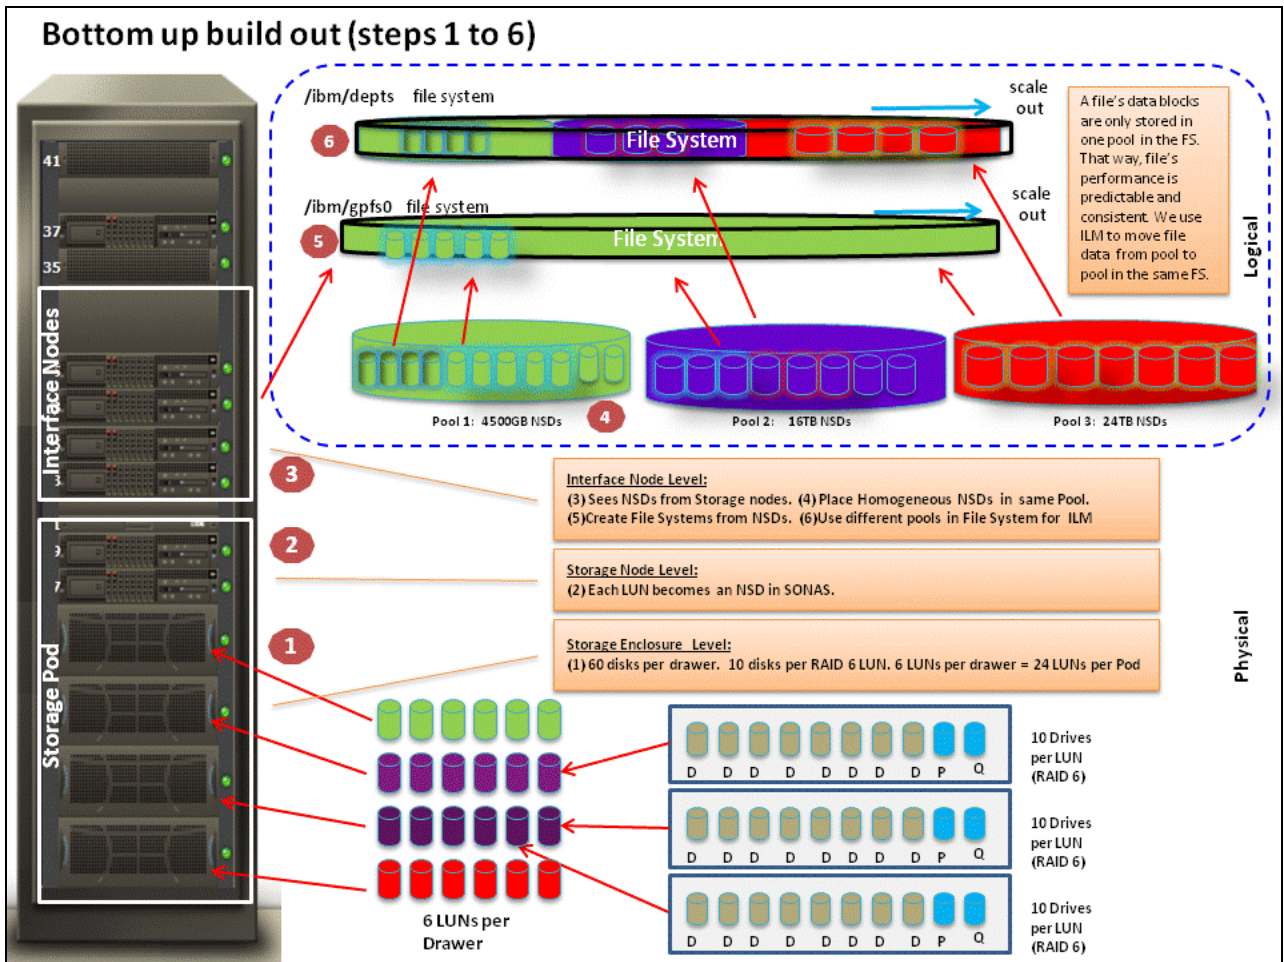 Bottom up build out (steps 1 to 6)
/ibm/depts file system
scale
out
6
File System
/ibm/gpfs0 file system
scale
out
5
File System
A file's data blocks
are only stored in
one pool in the FS.
That way, file's
performance is
predictable and
consistent. We use
ILM to move file
data from pool to
pool in the same FS.
Logical
4
Pool 1: 4500GB NSDs
Pool 2: 16TB NSDs
Pool 3: 24TB NSDs
41
37
35
Interface Nodes
3
Interface Node Level:
(3) Sees NSDs from Storage nodes. (4) Place Homogeneous NSDs in same Pool.
(5)Create File Systems from NSDs. (6)Use different pools in File System for ILM
2
Storage Node Level:
(2) Each LUN becomes an NSD in SONAS.
9
7
1
Storage Enclosure Level:
(1) 60 disks per drawer. 10 disks per RAID 6 LUN. 6 LUNs per drawer = 24 LUNs per Pod
Physical
Storage Pod
D D D D D D D D P Q
10 Drives
per LUN
(RAID 6)
D D D D D D D D P Q
10 Drives
per LUN
(RAID 6)
D D D D D D D D P Q
10 Drives
per LUN
(RAID 6)
6 LUNs per
Drawer